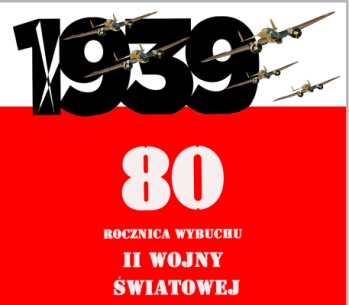 1939
80
ROCZNICA WYBUCHU
II WOJNY
ŚWIATOWEJ